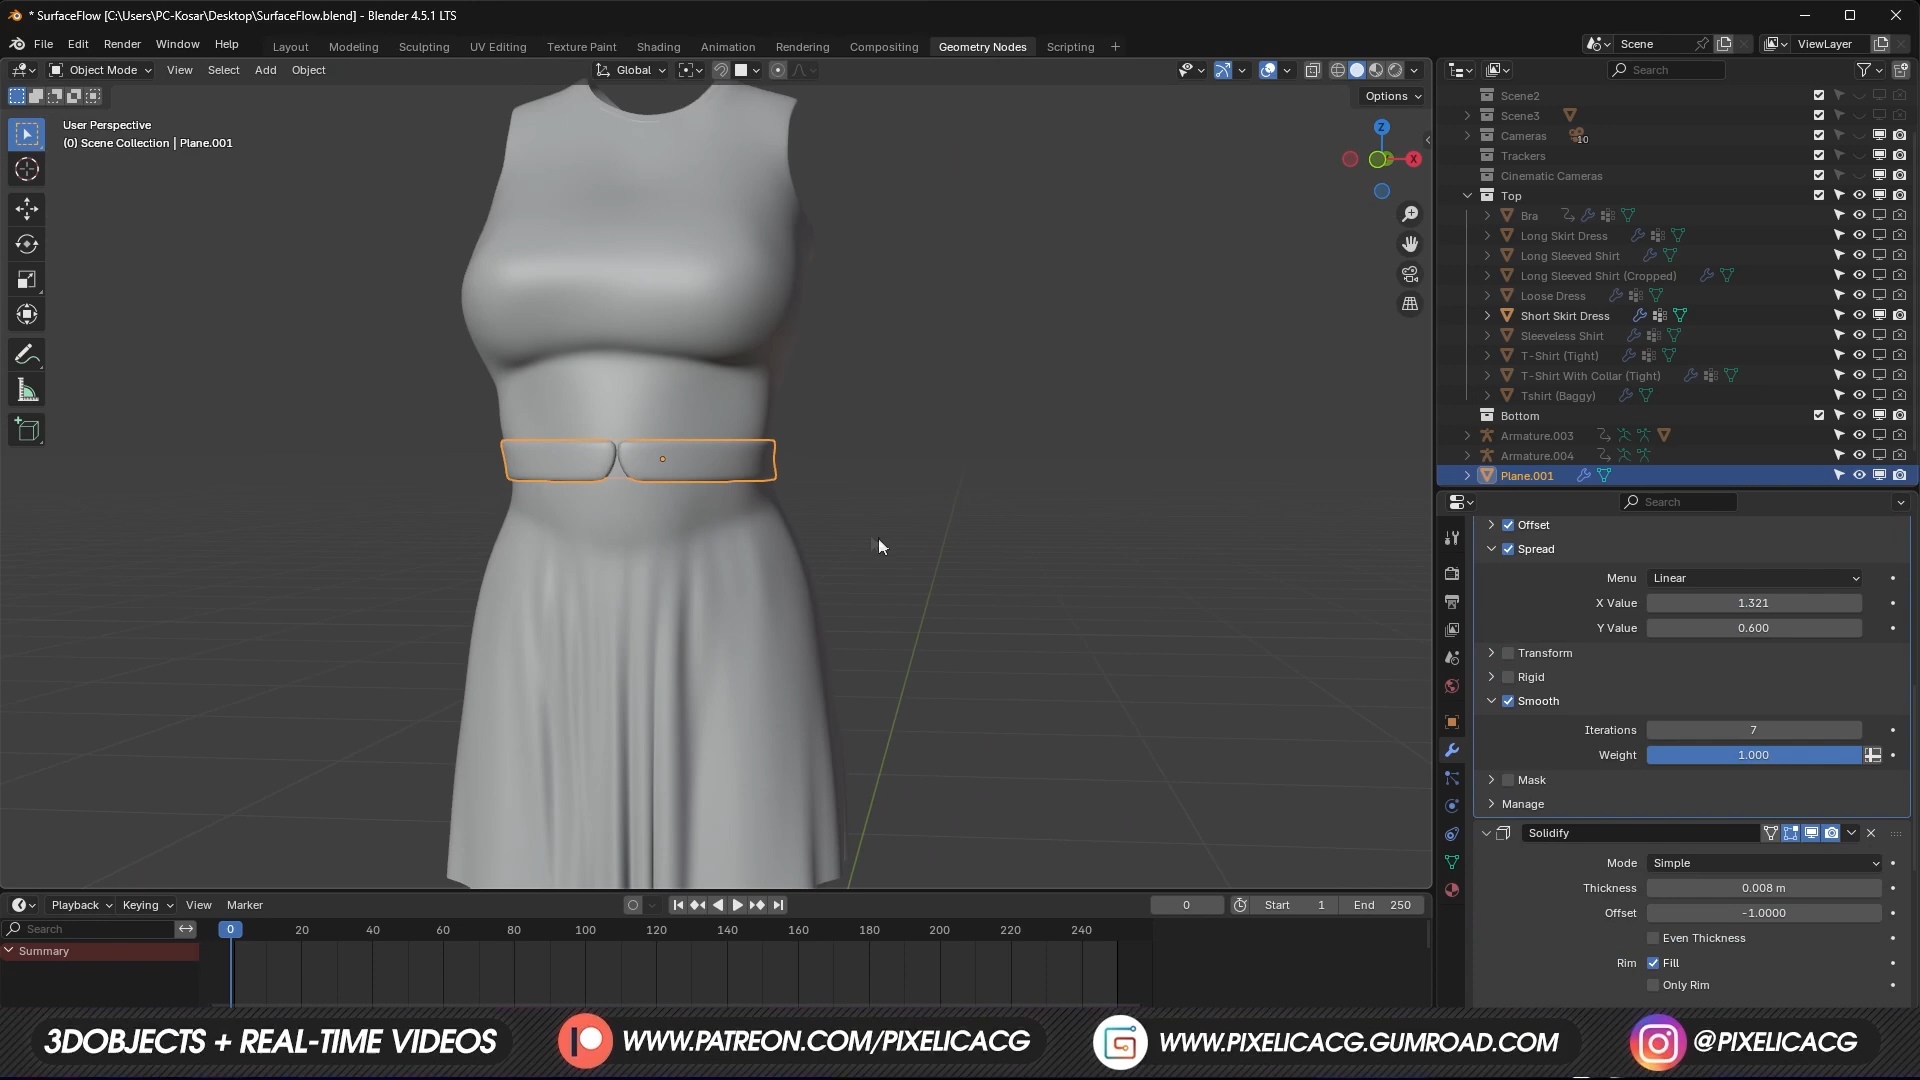 * SurfaceFlow [C:\Users\PC-Kosar\Desktop\SurfaceFlow.blend] - Blender 4.5.1 LTS
File Edit Render Window Help
Layout Modeling Sculpting UV Editing Texture Paint Shading Animation Rendering Compositing Geometry Nodes Scripting +
Scene
ViewLayer
Object Mode View Select Add Object
Global
Options
Search
User Perspective
(0) Scene Collection | Plane.001
Z
X
Scene2
Scene3
Cameras 10
Trackers
Cinematic Cameras
Top
Bra
Long Skirt Dress
Long Sleeved Shirt
Long Sleeved Shirt (Cropped)
Loose Dress
Short Skirt Dress
Sleeveless Shirt
T-Shirt (Tight)
T-Shirt With Collar (Tight)
Tshirt (Baggy)
Bottom
Armature.003
Armature.004
Plane.001
Search
Offset
Spread
Menu Linear
X Value 1.321
Y Value 0.600
Transform
Rigid
Smooth
Iterations 7
Weight 1.000
Mask
Manage
Solidify
Mode Simple
Thickness 0.008 m
Offset -1.0000
Even Thickness
Rim Fill
Only Rim
Playback Keying View Marker
0 Start 1 End 250
Search
0 20 40 60 80 100 120 140 160 180 200 220 240
Summary
3DOBJECTS + REAL-TIME VIDEOS
WWW.PATREON.COM/PIXELICACG
WWW.PIXELICACG.GUMROAD.COM
@PIXELICACG